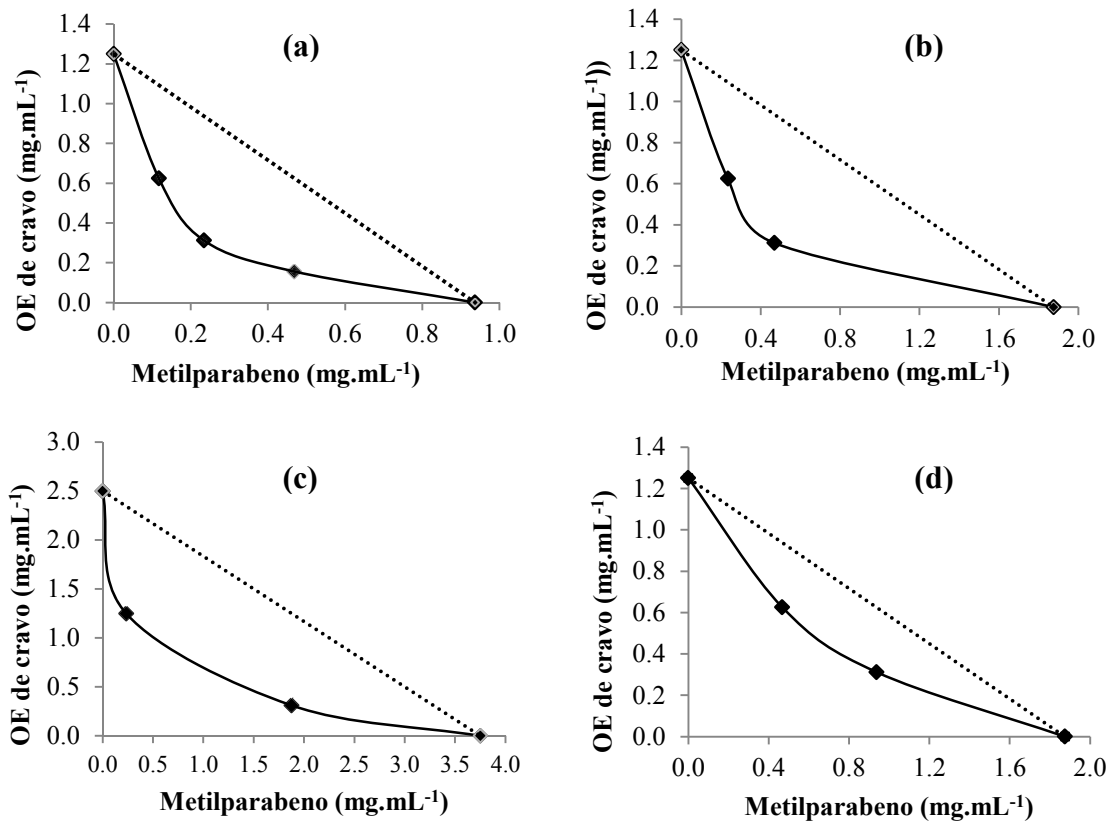 (a)
OE de cravo (mg.mL⁻¹)
1.4
1.2
1.0
0.8
0.6
0.4
0.2
0.0
0.0 0.2 0.4 0.6 0.8 1.0
Metilparabeno (mg.mL⁻¹)
(b)
OE de cravo (mg.mL⁻¹))
1.4
1.2
1.0
0.8
0.6
0.4
0.2
0.0
0.0 0.4 0.8 1.2 1.6 2.0
Metilparabeno (mg.mL⁻¹)
(c)
OE de cravo (mg.mL⁻¹)
3.0
2.5
2.0
1.5
1.0
0.5
0.0
0.0 0.5 1.0 1.5 2.0 2.5 3.0 3.5 4.0
Metilparabeno (mg.mL⁻¹)
(d)
OE de cravo (mg.mL⁻¹)
1.4
1.2
1.0
0.8
0.6
0.4
0.2
0.0
0.0 0.4 0.8 1.2 1.6 2.0
Metilparabeno (mg.mL⁻¹)